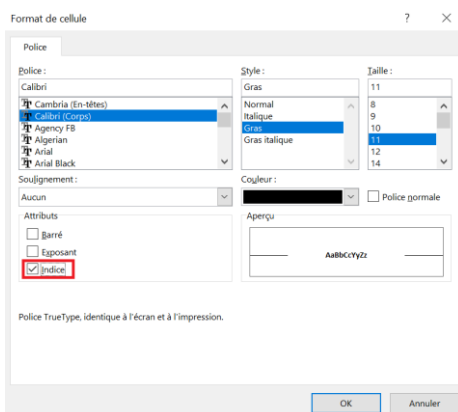 Format de cellule ? ×
Police
Police : Style : Taille :
Calibri Gras 11
Cambria (En-têtes) Normal 8
Calibri (Corps) Italique 9
Agency FB Gras 10
Algerian Gras italique 11
Arial 12
Arial Black 14
Soulignement : Couleur :
Aucun Police normale
Attributs Aperçu
Barré
Exposant AaBbCcYyZz
Indice
Police TrueType, identique à l'écran et à l'impression.
OK Annuler